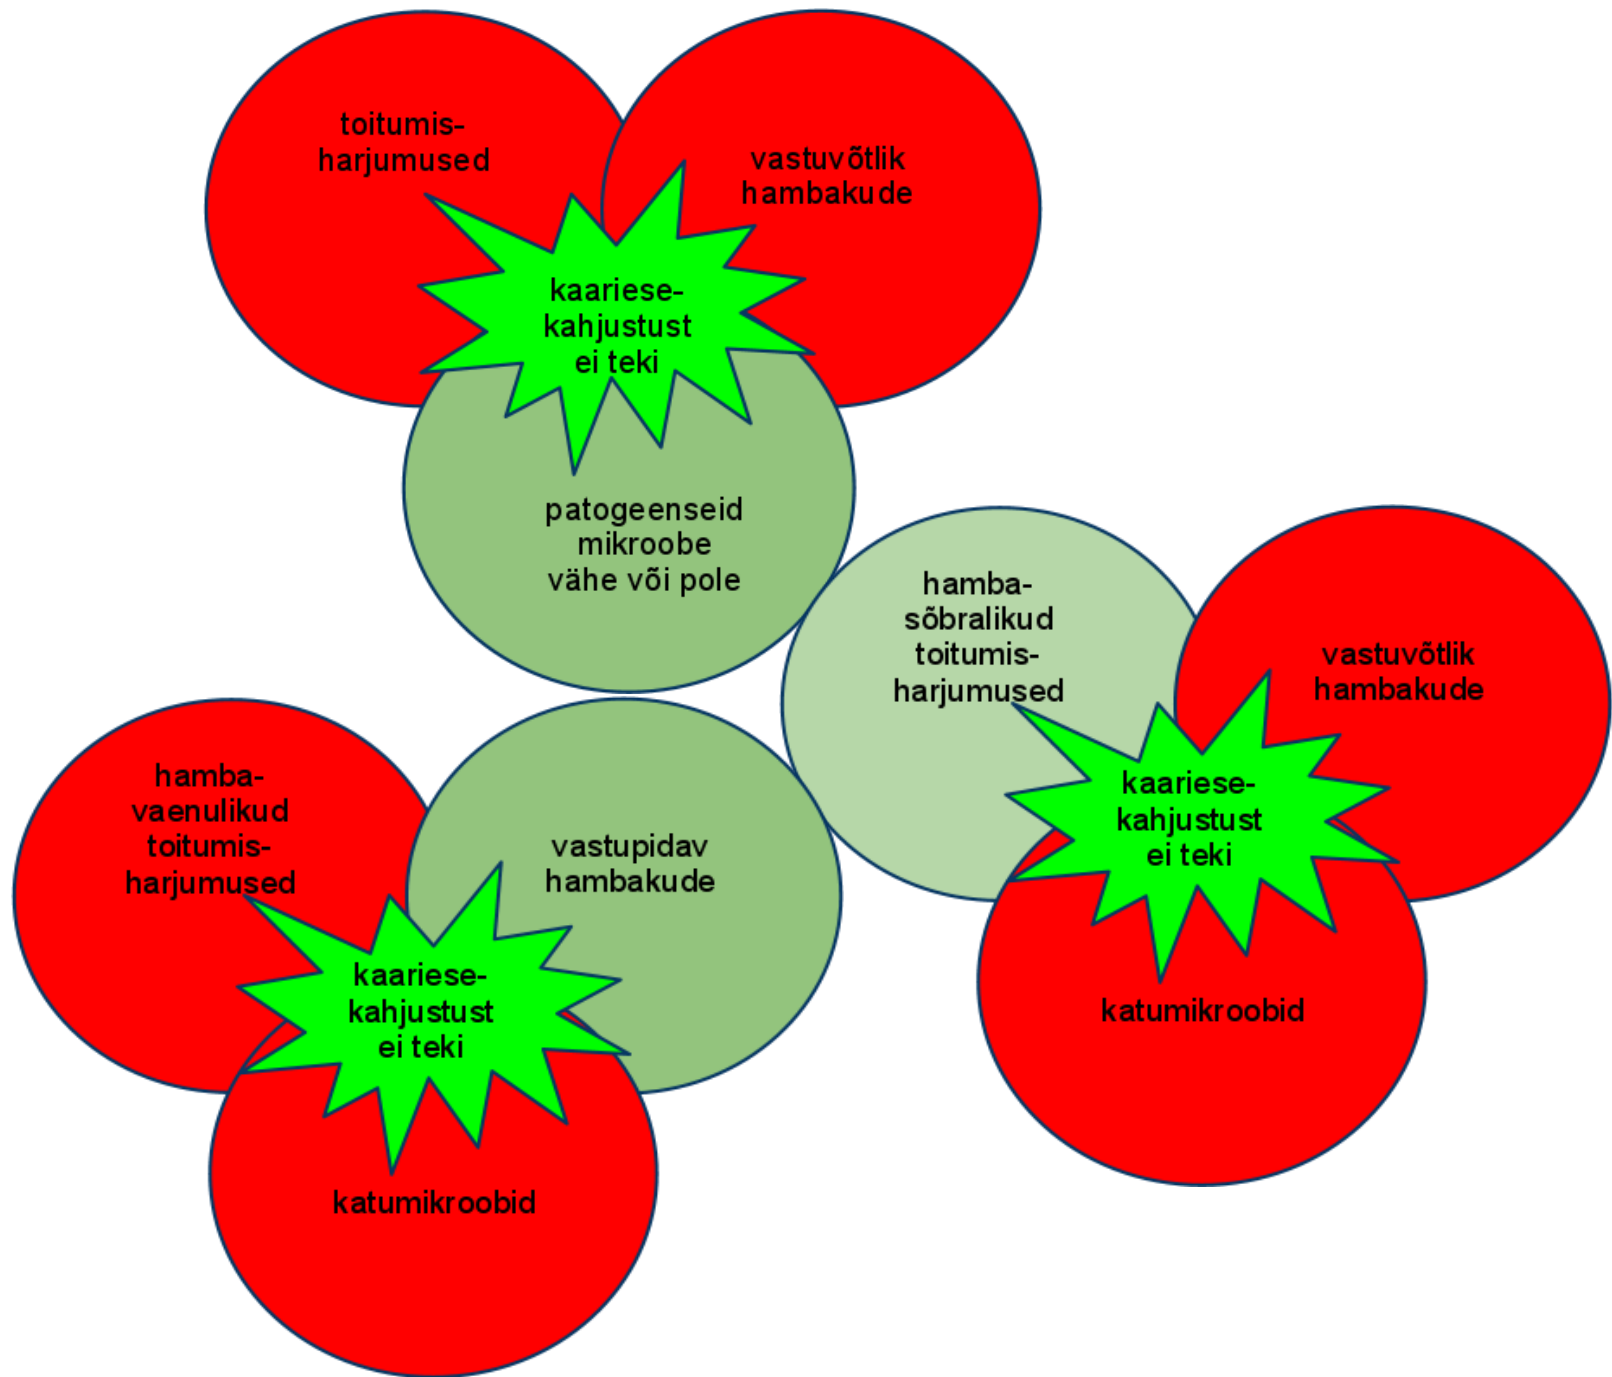 toitumis-
harjumused
vastuvõtlik
hambakude
kaariese-
kahjustust
ei teki
patogeenseid
mikroobe
vähe või pole
hamba-
sõbralikud
toitumis-
harjumused
vastuvõtlik
hambakude
kaariese-
kahjustust
ei teki
katumikroobid
hamba-
vaenulikud
toitumis-
harjumused
vastupidav
hambakude
kaariese-
kahjustust
ei teki
katumikroobid